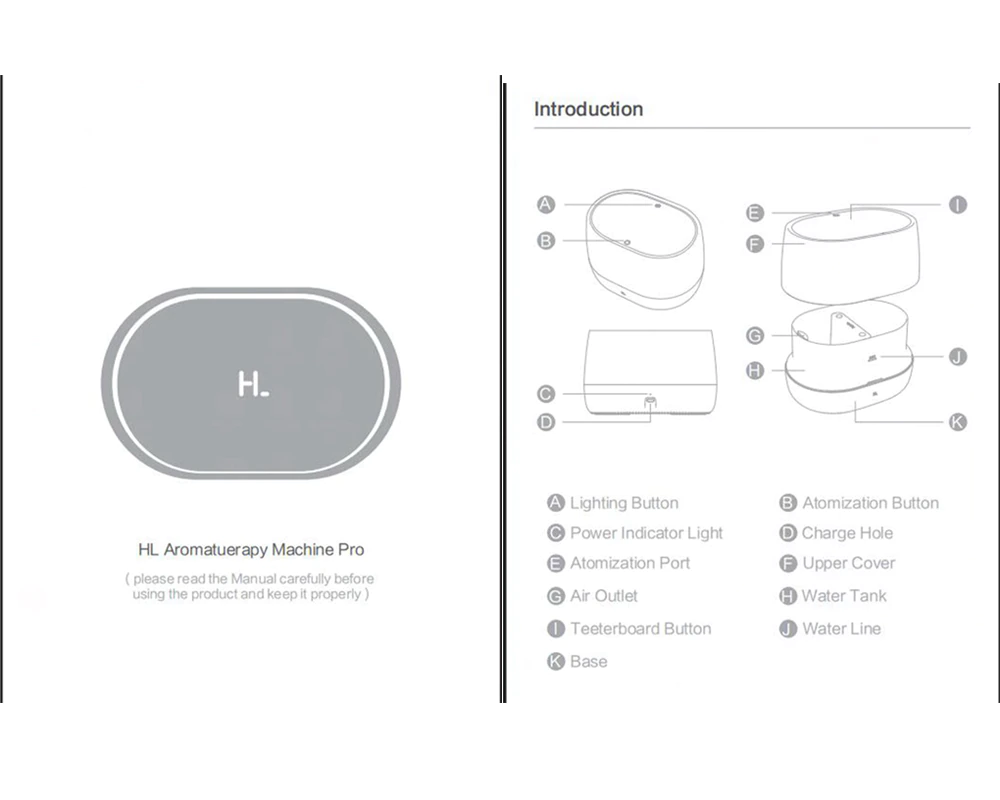 HL
HL Aromatuerapy Machine Pro
( please read the Manual carefully before
using the product and keep it properly )
Introduction
A
B
C
D
E
F
G
H
I
J
K
A Lighting Button
B Atomization Button
C Power Indicator Light
D Charge Hole
E Atomization Port
F Upper Cover
G Air Outlet
H Water Tank
I Teeterboard Button
J Water Line
K Base